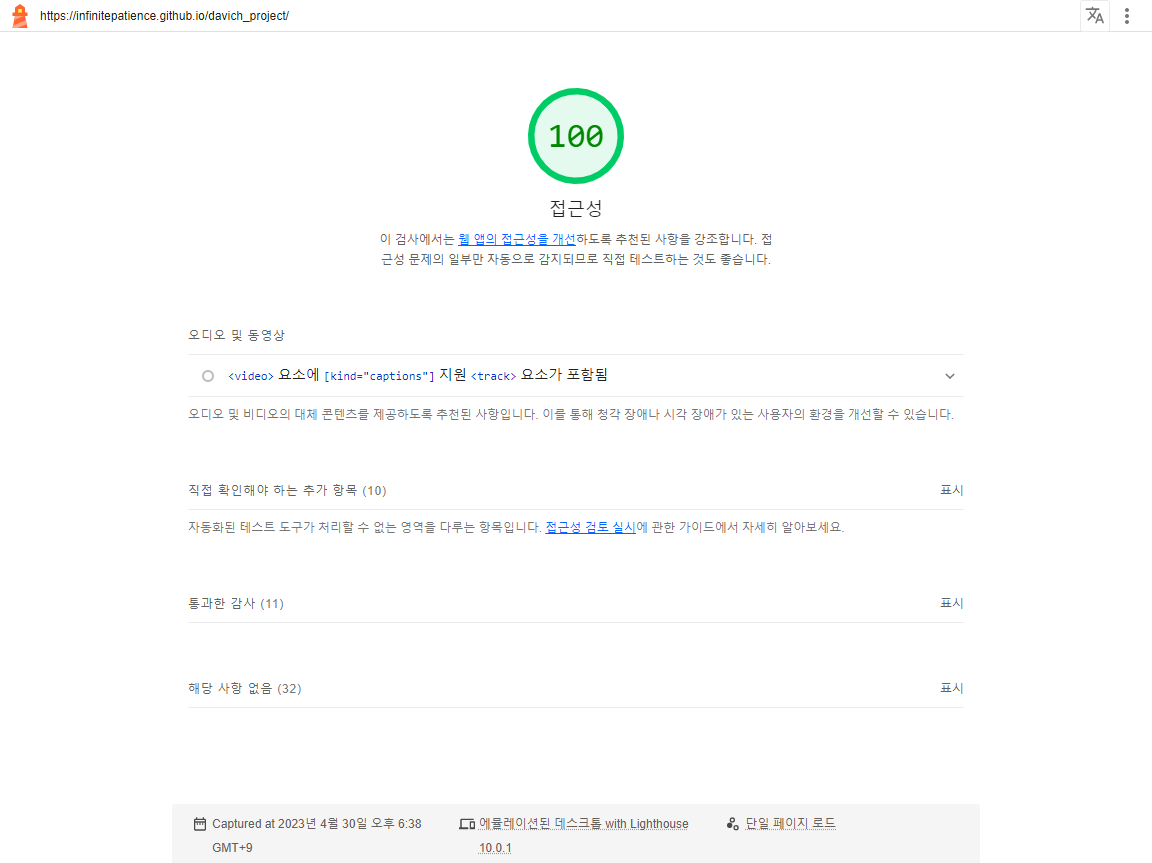 https://infinitepatience.github.io/davich_project/
100
접근성
이 검사에서는 웹 앱의 접근성을 개선하도록 추천된 사항을 강조합니다. 접
근성 문제의 일부만 자동으로 감지되므로 직접 테스트하는 것도 좋습니다.
오디오 및 동영상
<video> 요소에 [kind="captions"] 지원 <track> 요소가 포함됨
오디오 및 비디오의 대체 콘텐츠를 제공하도록 추천된 사항입니다. 이를 통해 청각 장애나 시각 장애가 있는 사용자의 환경을 개선할 수 있습니다.
직접 확인해야 하는 추가 항목 (10) 표시
자동화된 테스트 도구가 처리할 수 없는 영역을 다루는 항목입니다. 접근성 검토 실시에 관한 가이드에서 자세히 알아보세요.
통과한 감사 (11) 표시
해당 사항 없음 (32) 표시
Captured at 2023년 4월 30일 오후 6:38 에뮬레이션된 데스크톱 with Lighthouse 단일 페이지 로드
GMT+9 10.0.1